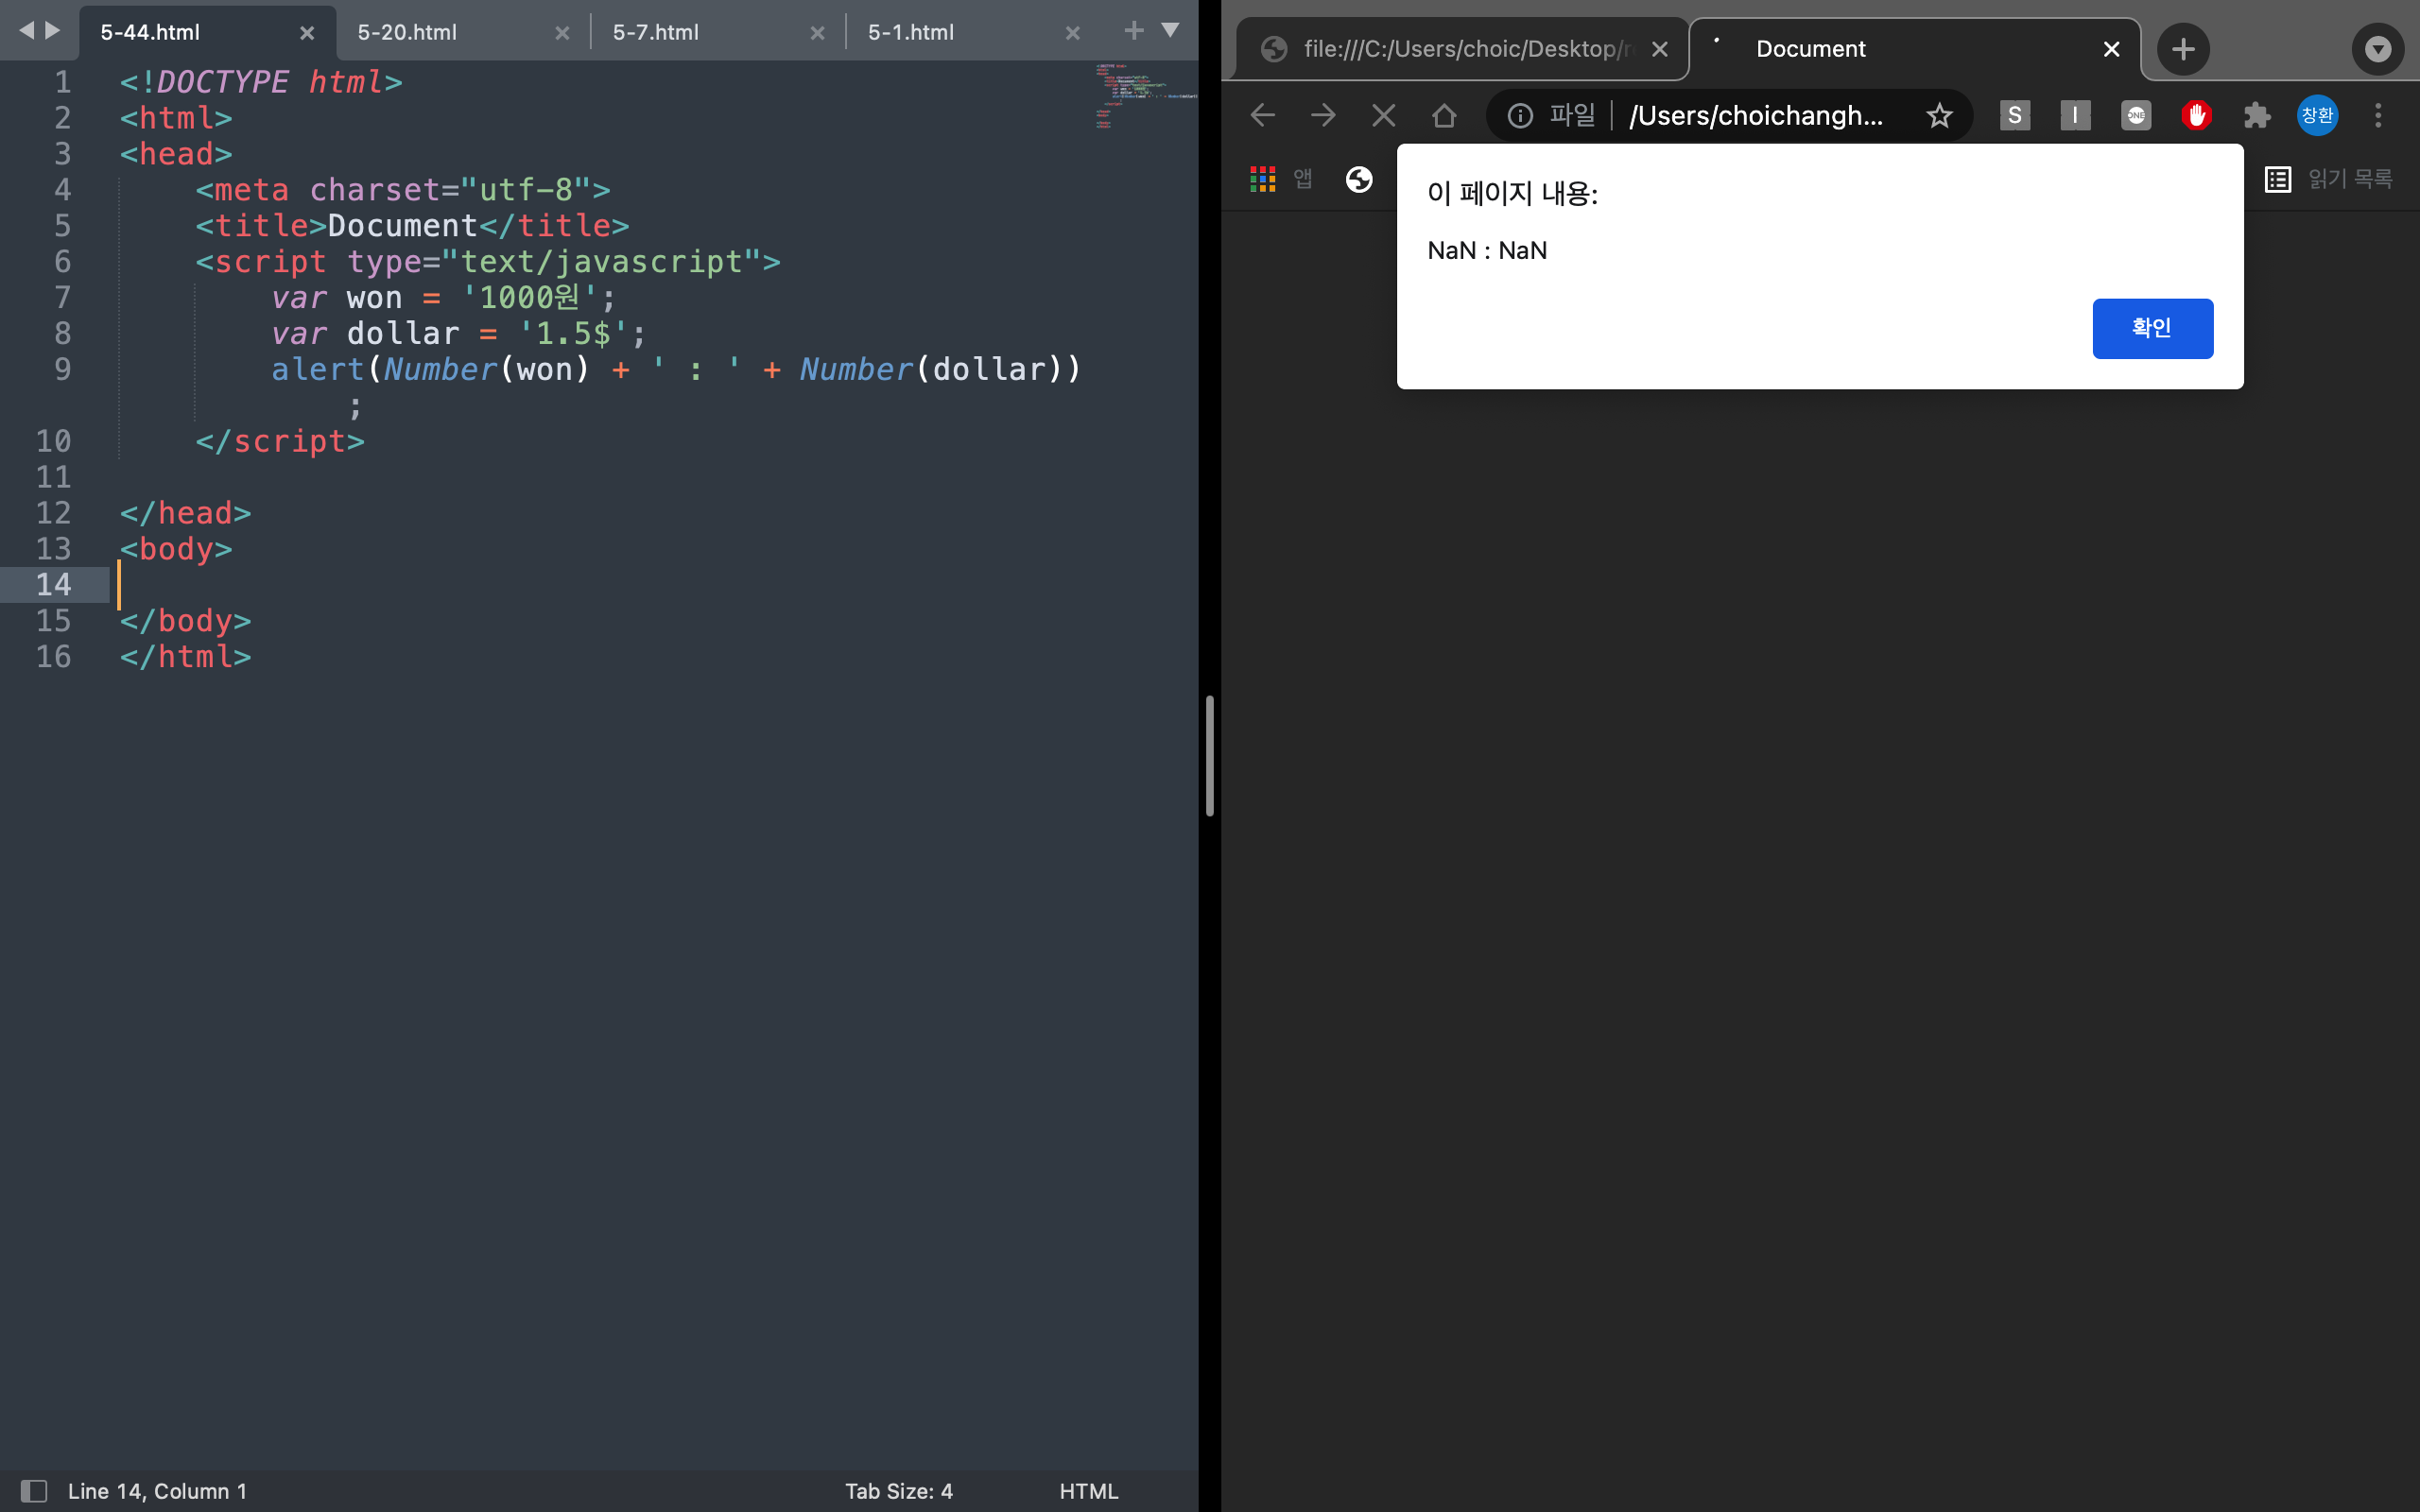 5-44.html
5-20.html
5-7.html
5-1.html
1 <!DOCTYPE html>
2 <html>
3 <head>
4     <meta charset="utf-8">
5     <title>Document</title>
6     <script type="text/javascript">
7         var won = '1000원';
8         var dollar = '1.5$';
9         alert(Number(won) + ' : ' + Number(dollar))
;
10     </script>
11
12 </head>
13 <body>
14
15 </body>
16 </html>
Line 14, Column 1
Tab Size: 4
HTML
file:///C:/Users/choic/Desktop/
Document
파일 /Users/choichangh...
S
I
ONE
창환
앱
읽기 목록
이 페이지 내용:
NaN : NaN
확인